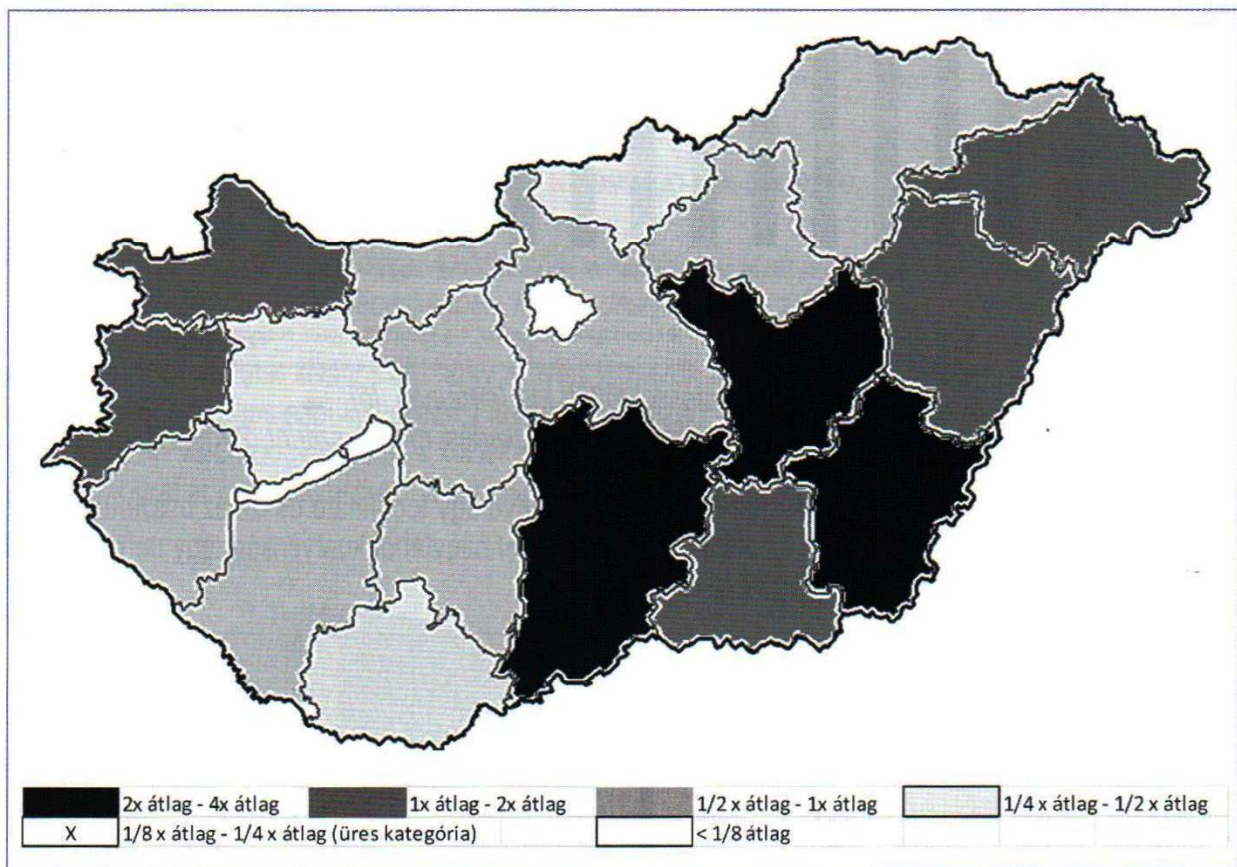 2x átlag - 4x átlag 1x átlag - 2x átlag 1/2 x átlag - 1x átlag 1/4 x átlag - 1/2 x átlag
X 1/8 x átlag - 1/4 x átlag (üres kategória) < 1/8 átlag